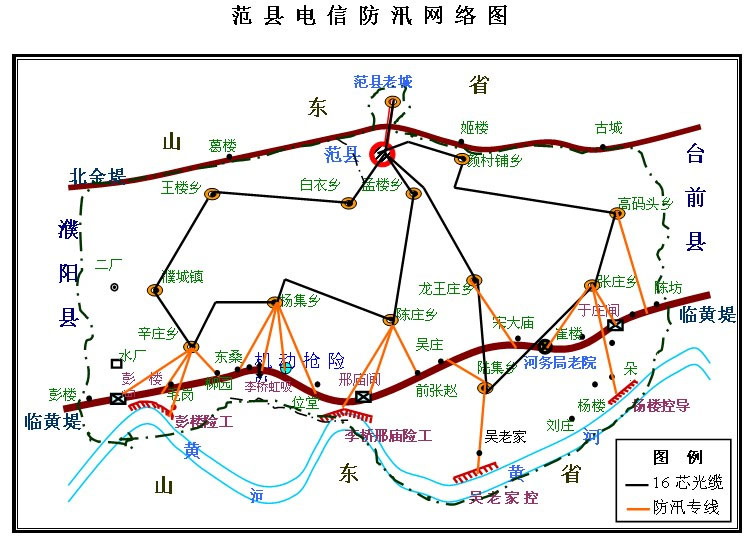 范县电信防汛网络图
范县老城
省
东
山
葛楼
姬楼
古城
范县
顾村铺乡
台前县
北金堤
王楼乡
白衣乡
孟楼乡
高码头乡
濮阳县
二厂
濮城镇
杨集乡
龙王庄乡
张庄乡
陈坊
于庄闸
陈庄乡
临黄堤
辛庄乡
宋大庙
崔楼
水厂
东桑
机动抢险
吴庄
河务局老院
彭楼
彭楼
毛岗
柳园
李桥虹吸
邢庙闸
位堂
前张赵
陆集乡
朵
杨楼
杨楼控导
临黄堤
彭楼险工
李桥邢庙险工
刘庄
吴老家
黄
河
山
河
东
吴老家控
黄
省
图例
16芯光缆
防汛专线